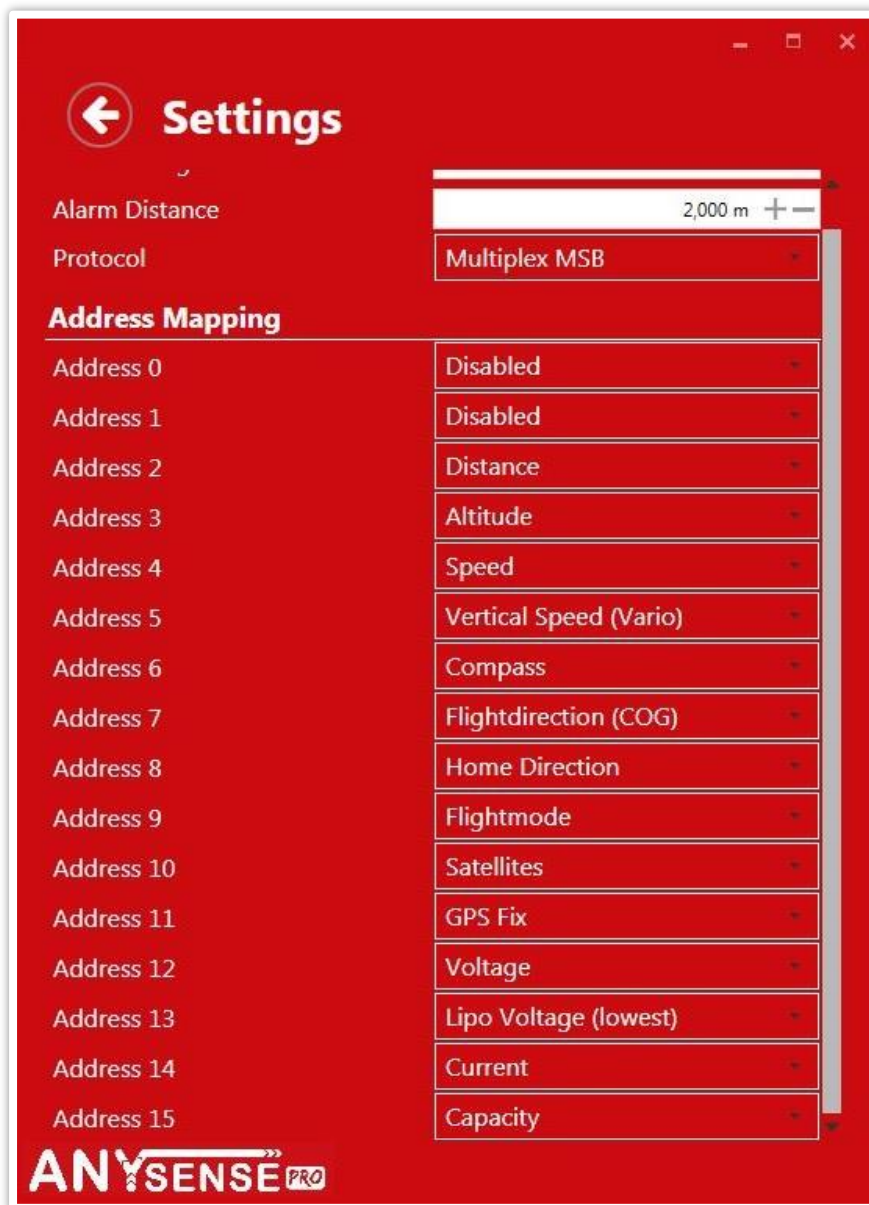 Settings
Alarm Distance 2,000 m
Protocol Multiplex MSB
Address Mapping
Address 0 Disabled
Address 1 Disabled
Address 2 Distance
Address 3 Altitude
Address 4 Speed
Address 5 Vertical Speed (Vario)
Address 6 Compass
Address 7 Flightdirection (COG)
Address 8 Home Direction
Address 9 Flightmode
Address 10 Satellites
Address 11 GPS Fix
Address 12 Voltage
Address 13 Lipo Voltage (lowest)
Address 14 Current
Address 15 Capacity
ANYSENSE PRO